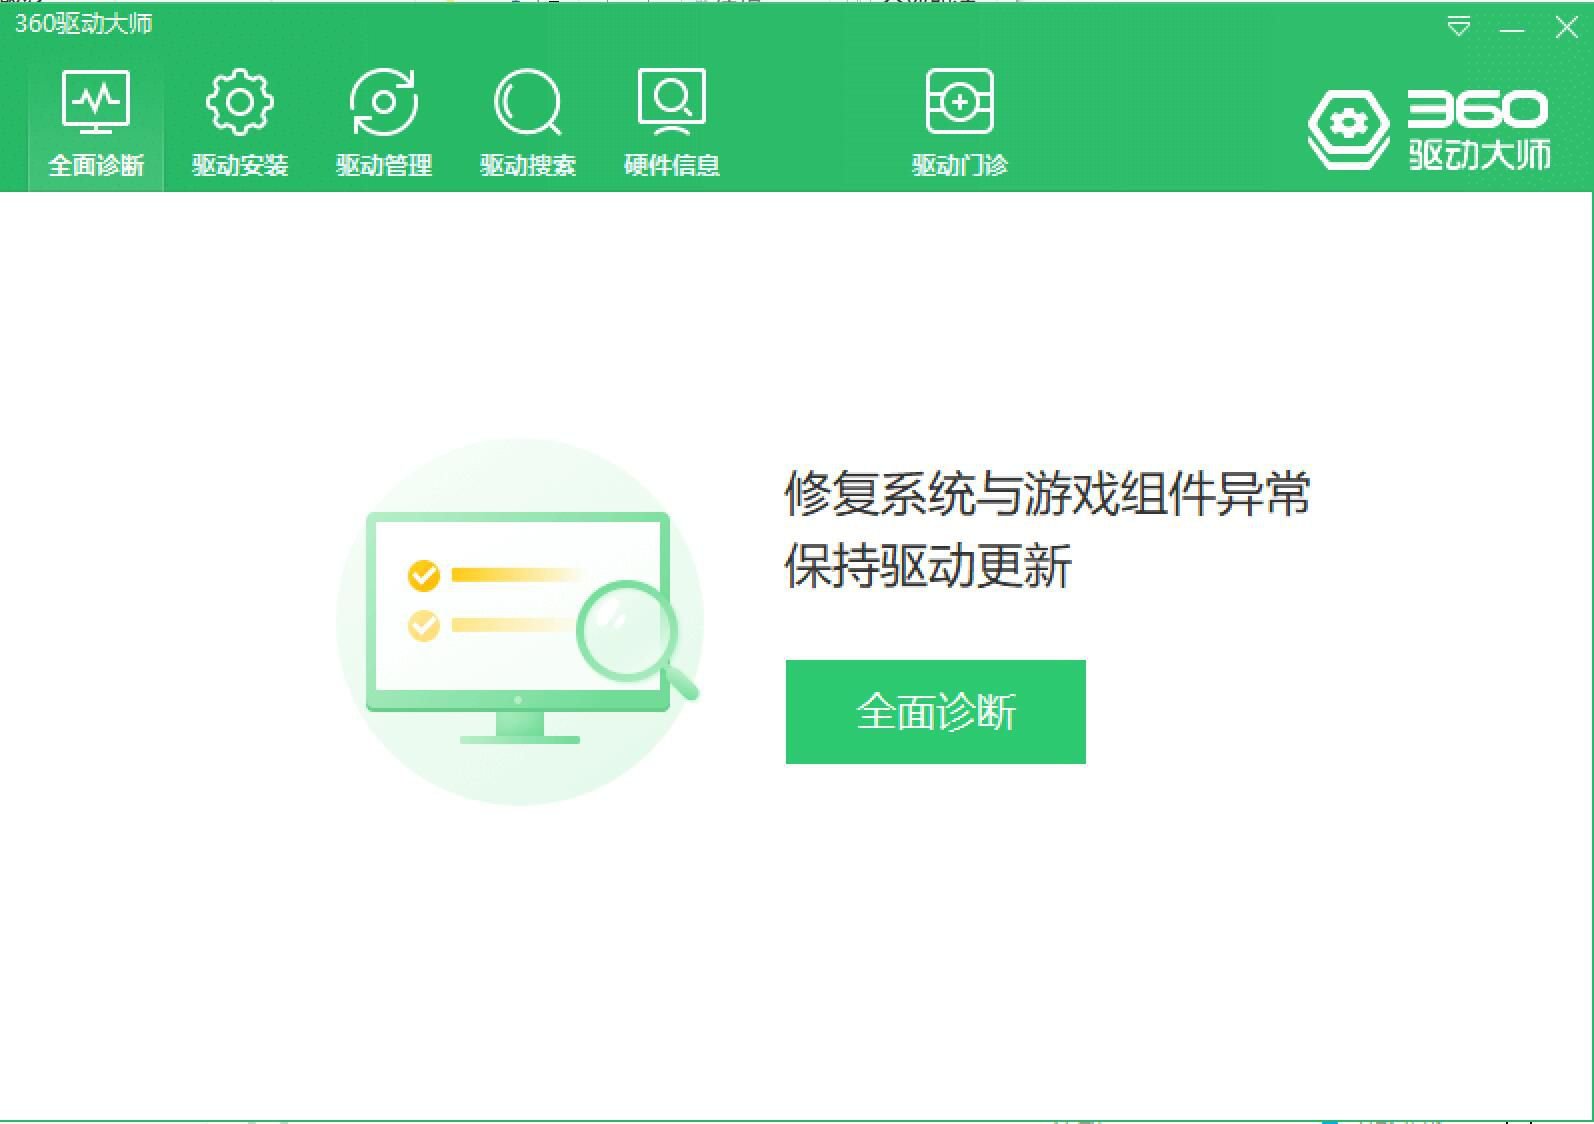 360驱动大师
全面诊断
驱动安装
驱动管理
驱动搜索
硬件信息
驱动门诊
360
驱动大师
修复系统与游戏组件异常
保持驱动更新
全面诊断